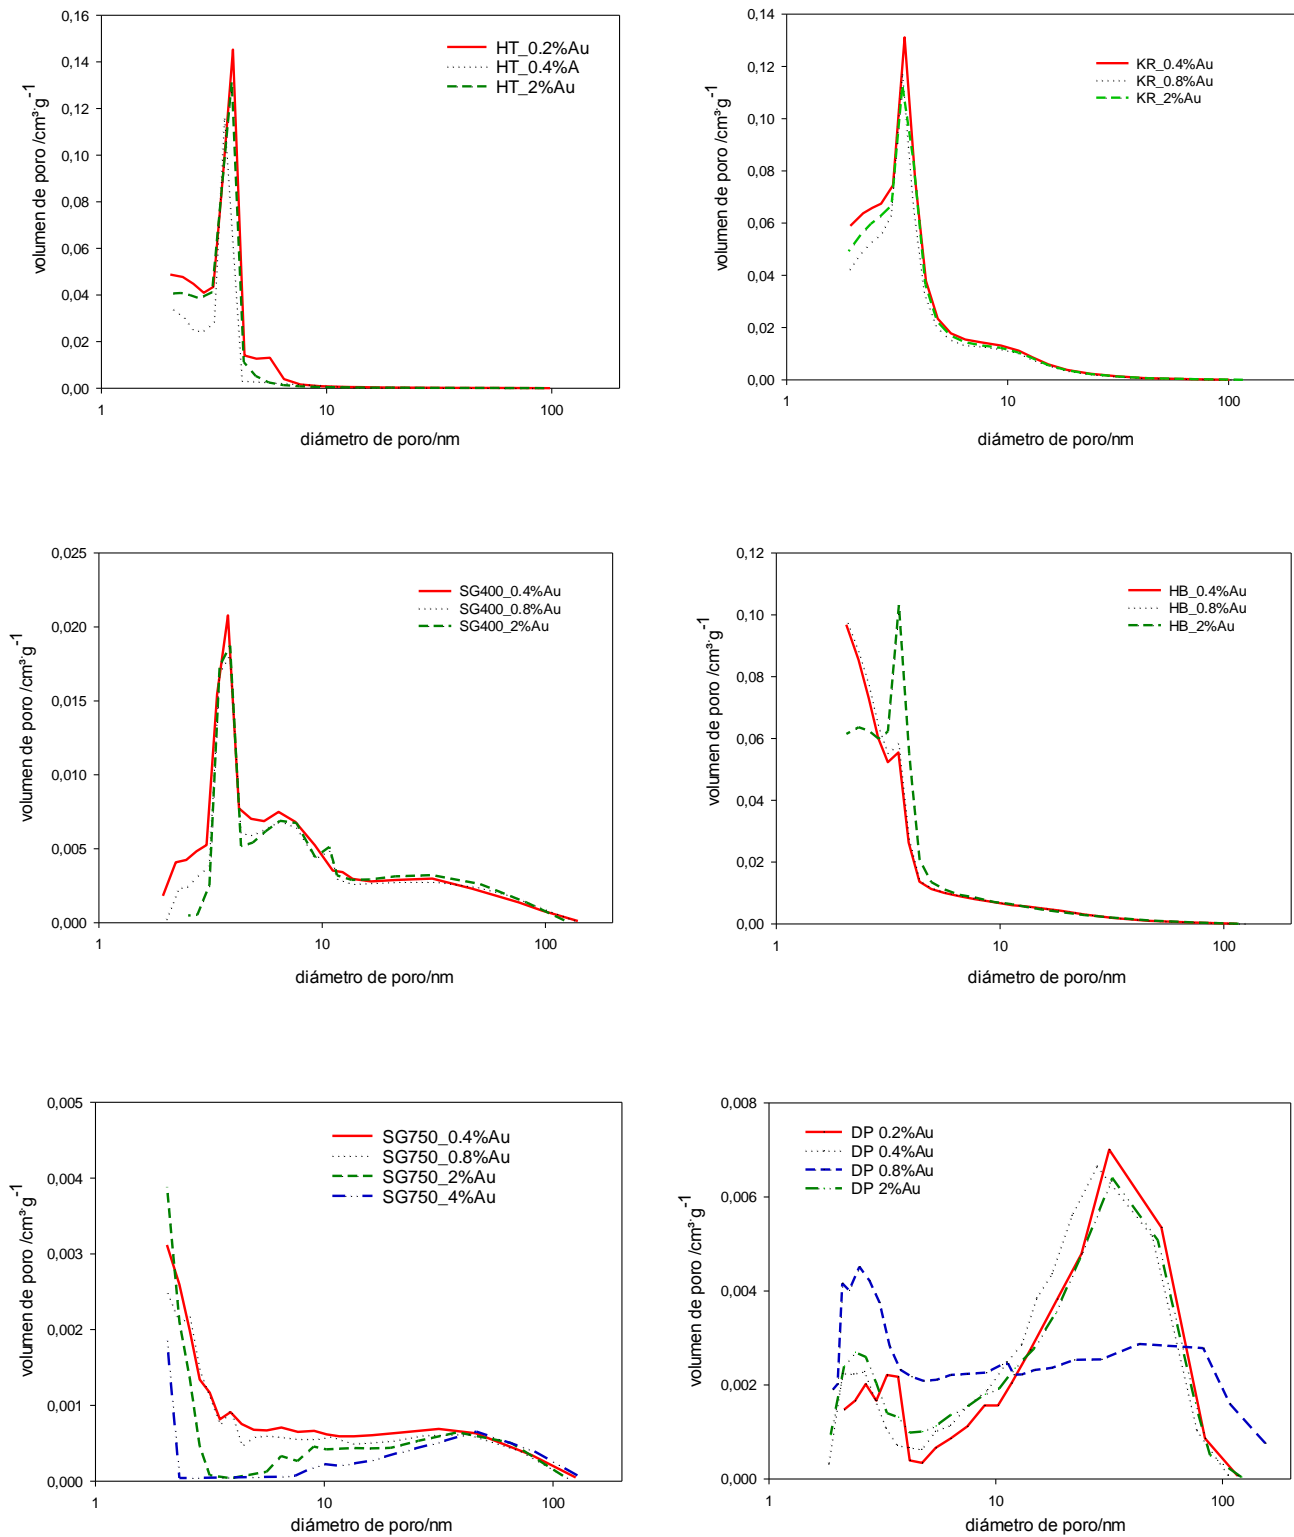 HT_0.2%Au
HT_0.4%A
HT_2%Au
0,16
0,14
0,12
0,10
0,08
0,06
0,04
0,02
0,00
1
10
100
volumen de poro /cm³·g⁻¹
diámetro de poro/nm
KR_0.4%Au
KR_0.8%Au
KR_2%Au
0,14
0,12
0,10
0,08
0,06
0,04
0,02
0,00
1
10
100
volumen de poro /cm³·g⁻¹
diámetro de poro/nm
SG400_0.4%Au
SG400_0.8%Au
SG400_2%Au
0,025
0,020
0,015
0,010
0,005
0,000
1
10
100
volumen de poro /cm³·g⁻¹
diámetro de poro/nm
HB_0.4%Au
HB_0.8%Au
HB_2%Au
0,12
0,10
0,08
0,06
0,04
0,02
0,00
1
10
100
volumen de poro /cm³·g⁻¹
diámetro de poro/nm
SG750_0.4%Au
SG750_0.8%Au
SG750_2%Au
SG750_4%Au
0,005
0,004
0,003
0,002
0,001
0,000
1
10
100
volumen de poro /cm³·g⁻¹
diámetro de poro/nm
DP 0.2%Au
DP 0.4%Au
DP 0.8%Au
DP 2%Au
0,008
0,006
0,004
0,002
0,000
1
10
100
volumen de poro /cm³·g⁻¹
diámetro de poro/nm